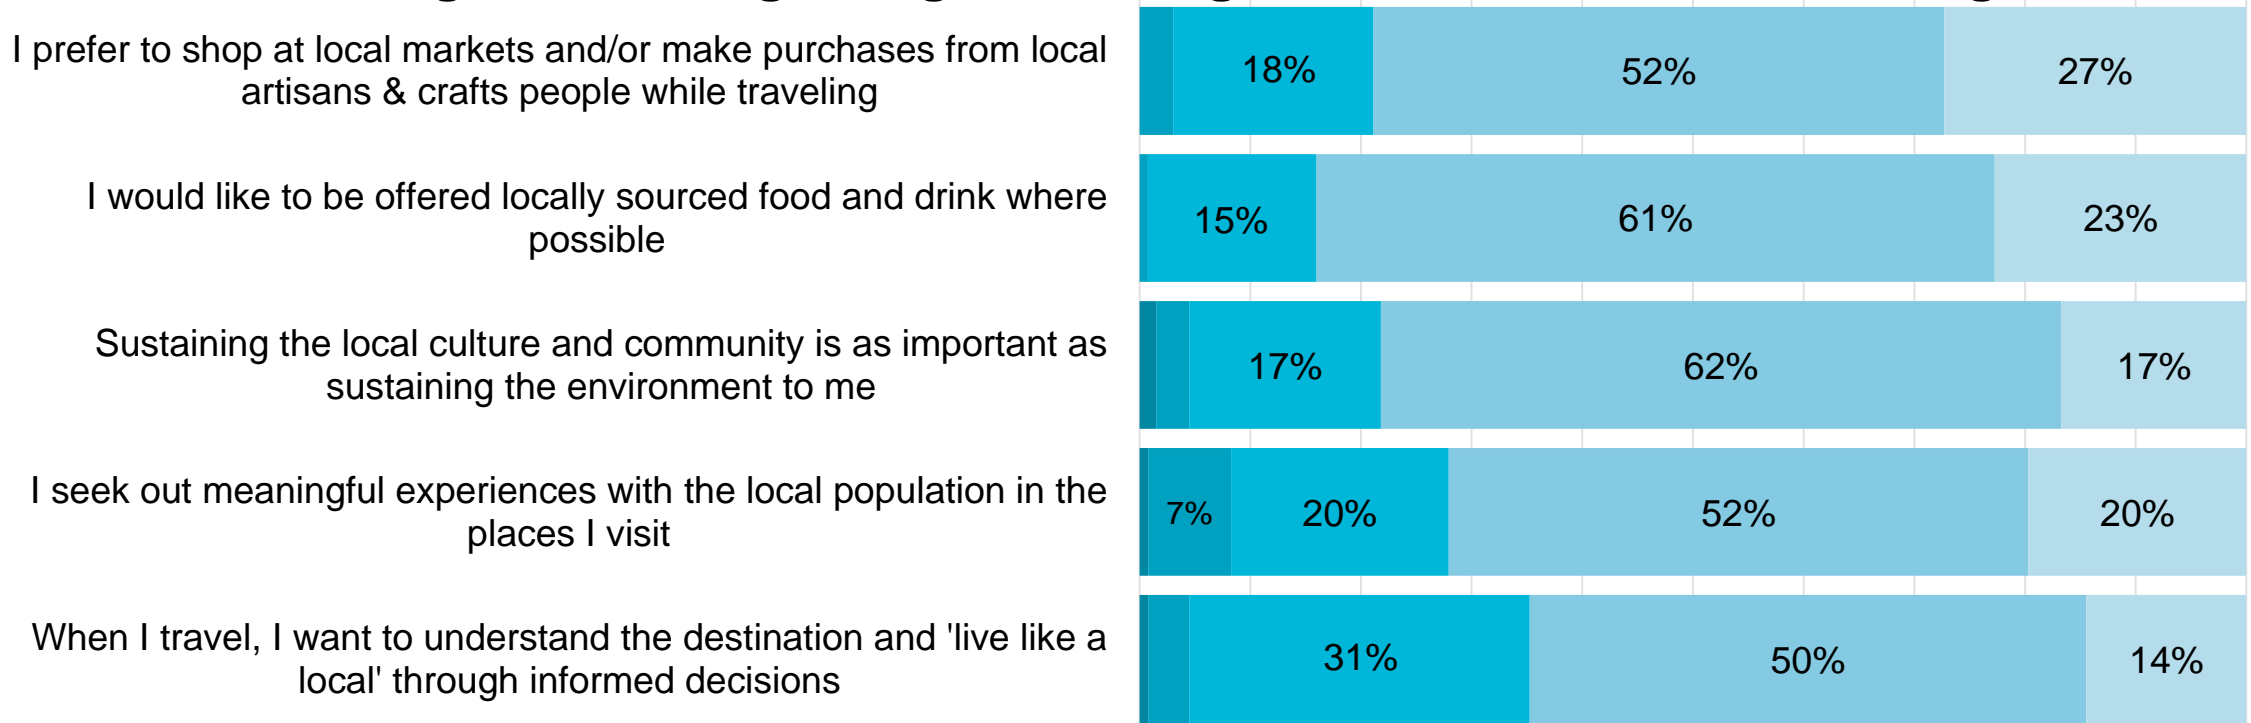 I prefer to shop at local markets and/or make purchases from local
artisans & crafts people while traveling
18% 52% 27%
I would like to be offered locally sourced food and drink where
possible
15% 61% 23%
Sustaining the local culture and community is as important as
sustaining the environment to me
17% 62% 17%
I seek out meaningful experiences with the local population in the
places I visit
7% 20% 52% 20%
When I travel, I want to understand the destination and 'live like a
local' through informed decisions
31% 50% 14%